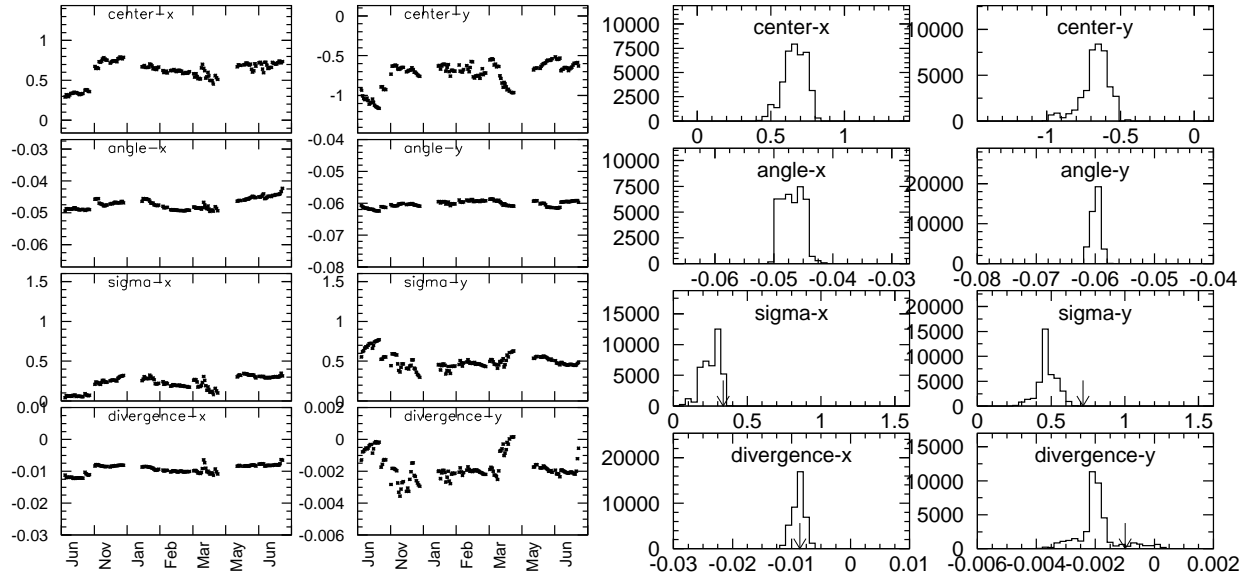 center-x
1
0.5
0
center-y
0
-0.5
-1
angle-x
-0.03
-0.04
-0.05
-0.06
angle-y
-0.04
-0.05
-0.06
-0.07
-0.08
sigma-x
1.5
1
0.5
0
sigma-y
1.5
1
0.5
0
divergence-x
0.01
0
-0.01
-0.02
-0.03
Jun Nov Jan Feb Mar May Jun
divergence-y
0.002
0
-0.002
-0.004
-0.006
Jun Nov Jan Feb Mar May Jun
center-x
10000
7500
5000
2500
0
0 0.5 1
center-y
10000
5000
0
-1 -0.5 0
angle-x
10000
7500
5000
2500
0
-0.06 -0.05 -0.04 -0.03
angle-y
20000
10000
0
-0.08 -0.07 -0.06 -0.05 -0.04
sigma-x
15000
10000
5000
0
0 0.5 1 1.5
sigma-y
20000
15000
10000
5000
0
0 0.5 1 1.5
divergence-x
20000
10000
0
-0.03 -0.02 -0.01 0 0.01
divergence-y
15000
10000
5000
0
-0.006 -0.004 -0.002 0 0.002